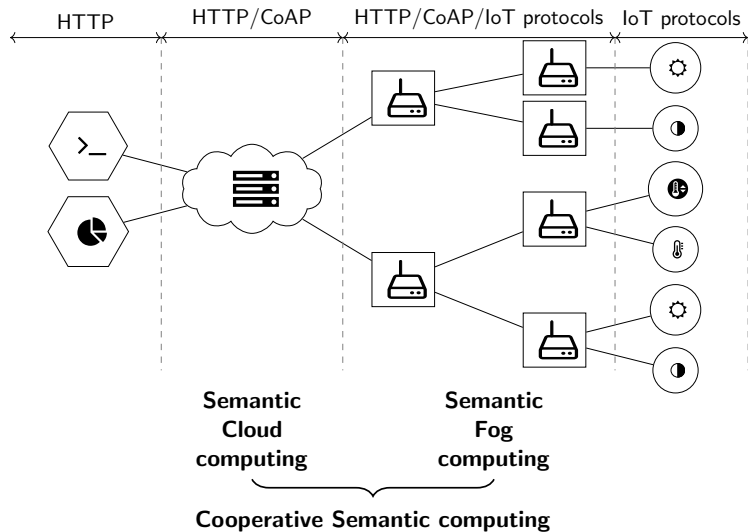 HTTP
HTTP/CoAP
HTTP/CoAP/IoT protocols
IoT protocols
>_
Semantic
Cloud
computing
Semantic
Fog
computing
Cooperative Semantic computing